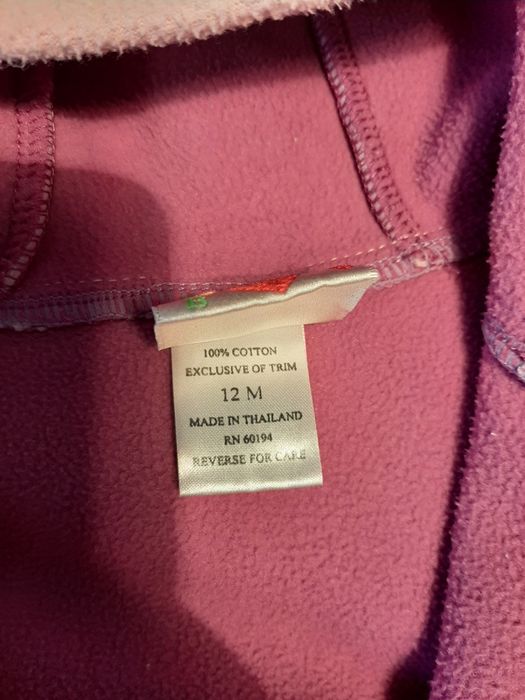 100% COTTON
EXCLUSIVE OF TRIM
12 M
MADE IN THAILAND
RN 60194
REVERSE FOR CARE